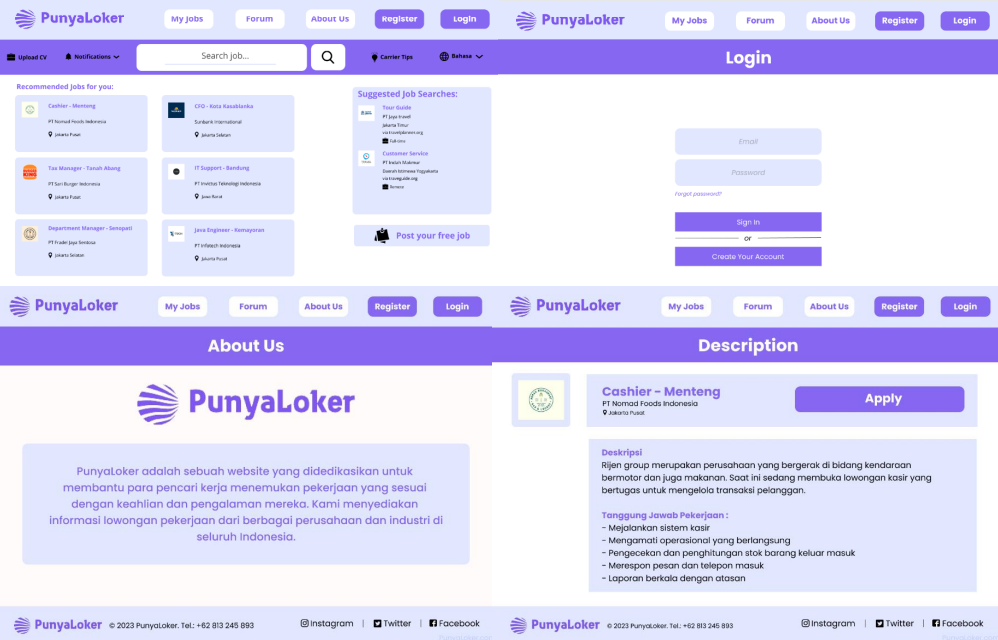 PunyaLoker
My Jobs
Forum
About Us
Register
Login
Upload CV
Notifications
Search job...
Carrier Tips
Bahasa
Recommended Jobs for you:
Cashier - Menteng
PT Nomad Foods Indonesia
Jakarta Pusat
CFO - Kota Kasablanka
Sunbank International
Jakarta Selatan
Tax Manager - Tanah Abang
PT Sari Burger Indonesia
Jakarta Pusat
IT Support - Bandung
PT Invictus Teknologi Indonesia
Jawa Barat
Department Manager - Senopati
PT Fradei Jaya Sentosa
Jakarta Selatan
Java Engineer - Kemayoran
PT Infotech Indonesia
Jakarta Pusat
Suggested Job Searches:
Tour Guide
PT Jaya travel
Jakarta Timur
Full-time
Customer Service
PT Indah Makmur
Daerah Istimewa Yogyakarta
via traveguide.org
Remote
Post your free job
PunyaLoker
My Jobs
Forum
About Us
Register
Login
Login
Email
Password
Forgot password?
Sign In
or
Create Your Account
PunyaLoker
My Jobs
Forum
About Us
Register
Login
About Us
PunyaLoker
PunyaLoker adalah sebuah website yang didedikasikan untuk
membantu para pencari kerja menemukan pekerjaan yang sesuai
dengan keahlian dan pengalaman mereka. Kami menyediakan
informasi lowongan pekerjaan dari berbagai perusahaan dan industri di
seluruh Indonesia.
PunyaLoker
© 2023 PunyaLoker. Tel.: +62 813 245 893
Instagram | Twitter | Facebook
PunyaLoker
My Jobs
Forum
About Us
Register
Login
Description
Cashier - Menteng
PT Nomad Foods Indonesia
Jakarta Pusat
Apply
Deskripsi
Rijen group merupakan perusahaan yang bergerak di bidang kendaraan
bermotor dan juga makanan. Saat ini sedang membuka lowongan kasir yang
bertugas untuk mengelola transaksi pelanggan.
Tanggung Jawab Pekerjaan :
- Mejalankan sistem kasir
- Mengamati operasional yang berlangsung
- Pengecekan dan penghitungan stok barang keluar masuk
- Merespon pesan dan telepon masuk
- Laporan berkala dengan atasan
PunyaLoker
© 2023 PunyaLoker. Tel.: +62 813 245 893
Instagram | Twitter | Facebook